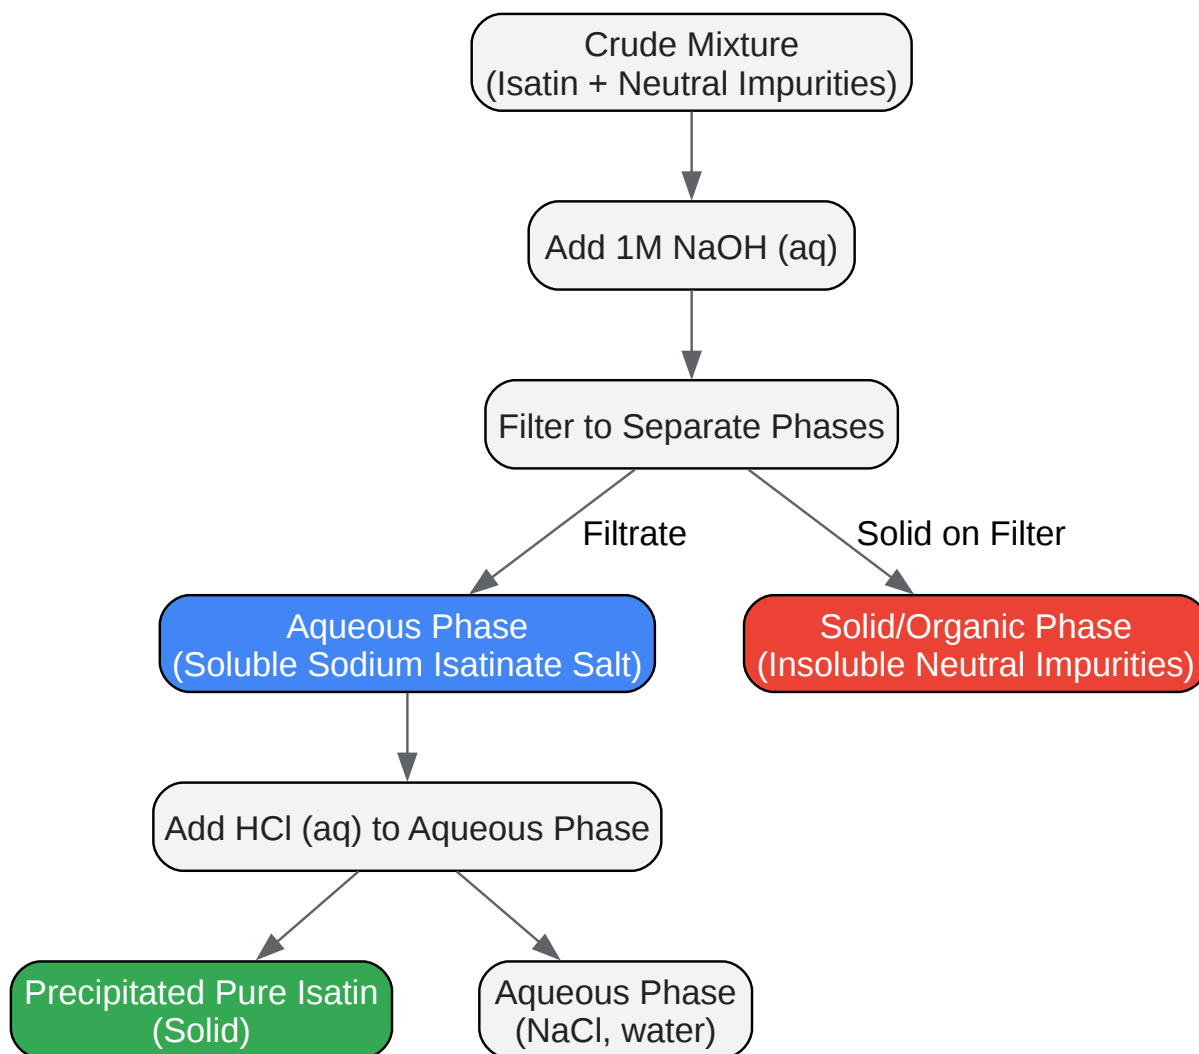 Crude Mixture
(Isatin + Neutral Impurities)
Add 1M NaOH (aq)
Filter to Separate Phases
Filtrate
Solid on Filter
Aqueous Phase
(Soluble Sodium Isatinate Salt)
Solid/Organic Phase
(Insoluble Neutral Impurities)
Add HCl (aq) to Aqueous Phase
Precipitated Pure Isatin
(Solid)
Aqueous Phase
(NaCl, water)